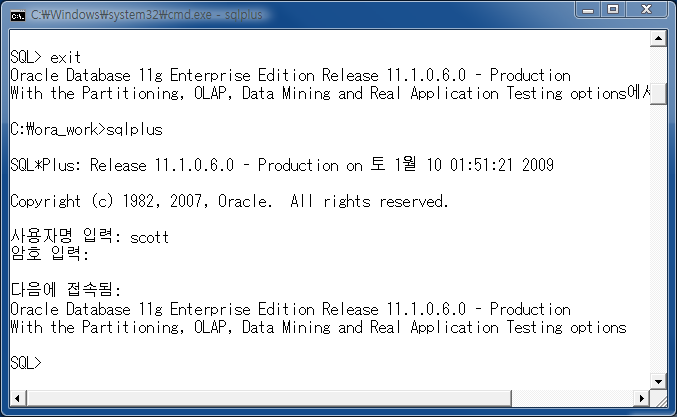 C:\Windows\system32\cmd.exe - sqlplus
SQL> exit
Oracle Database 11g Enterprise Edition Release 11.1.0.6.0 - Production
With the Partitioning, OLAP, Data Mining and Real Application Testing options에서
C:\ora_work>sqlplus
SQL*Plus: Release 11.1.0.6.0 - Production on 토 1월 10 01:51:21 2009
Copyright (c) 1982, 2007, Oracle.  All rights reserved.
사용자명 입력: scott
암호 입력:
다음에 접속됨:
Oracle Database 11g Enterprise Edition Release 11.1.0.6.0 - Production
With the Partitioning, OLAP, Data Mining and Real Application Testing options
SQL>